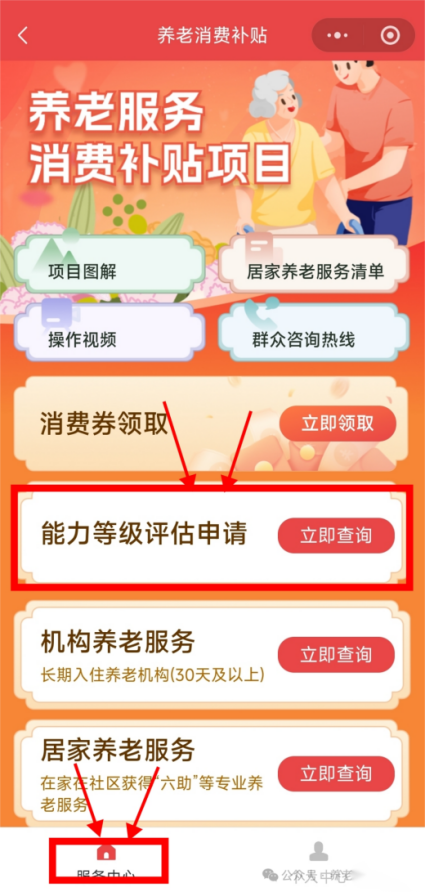 养老消费补贴
养老服务
消费补贴项目
项目图解
居家养老服务清单
操作视频
群众咨询热线
消费券领取
立即领取
能力等级评估申请
立即查询
机构养老服务
长期入住养老机构(30天及以上)
立即查询
居家养老服务
在家在社区获得“六助”等专业养
老服务
立即查询
服务中心
公众号